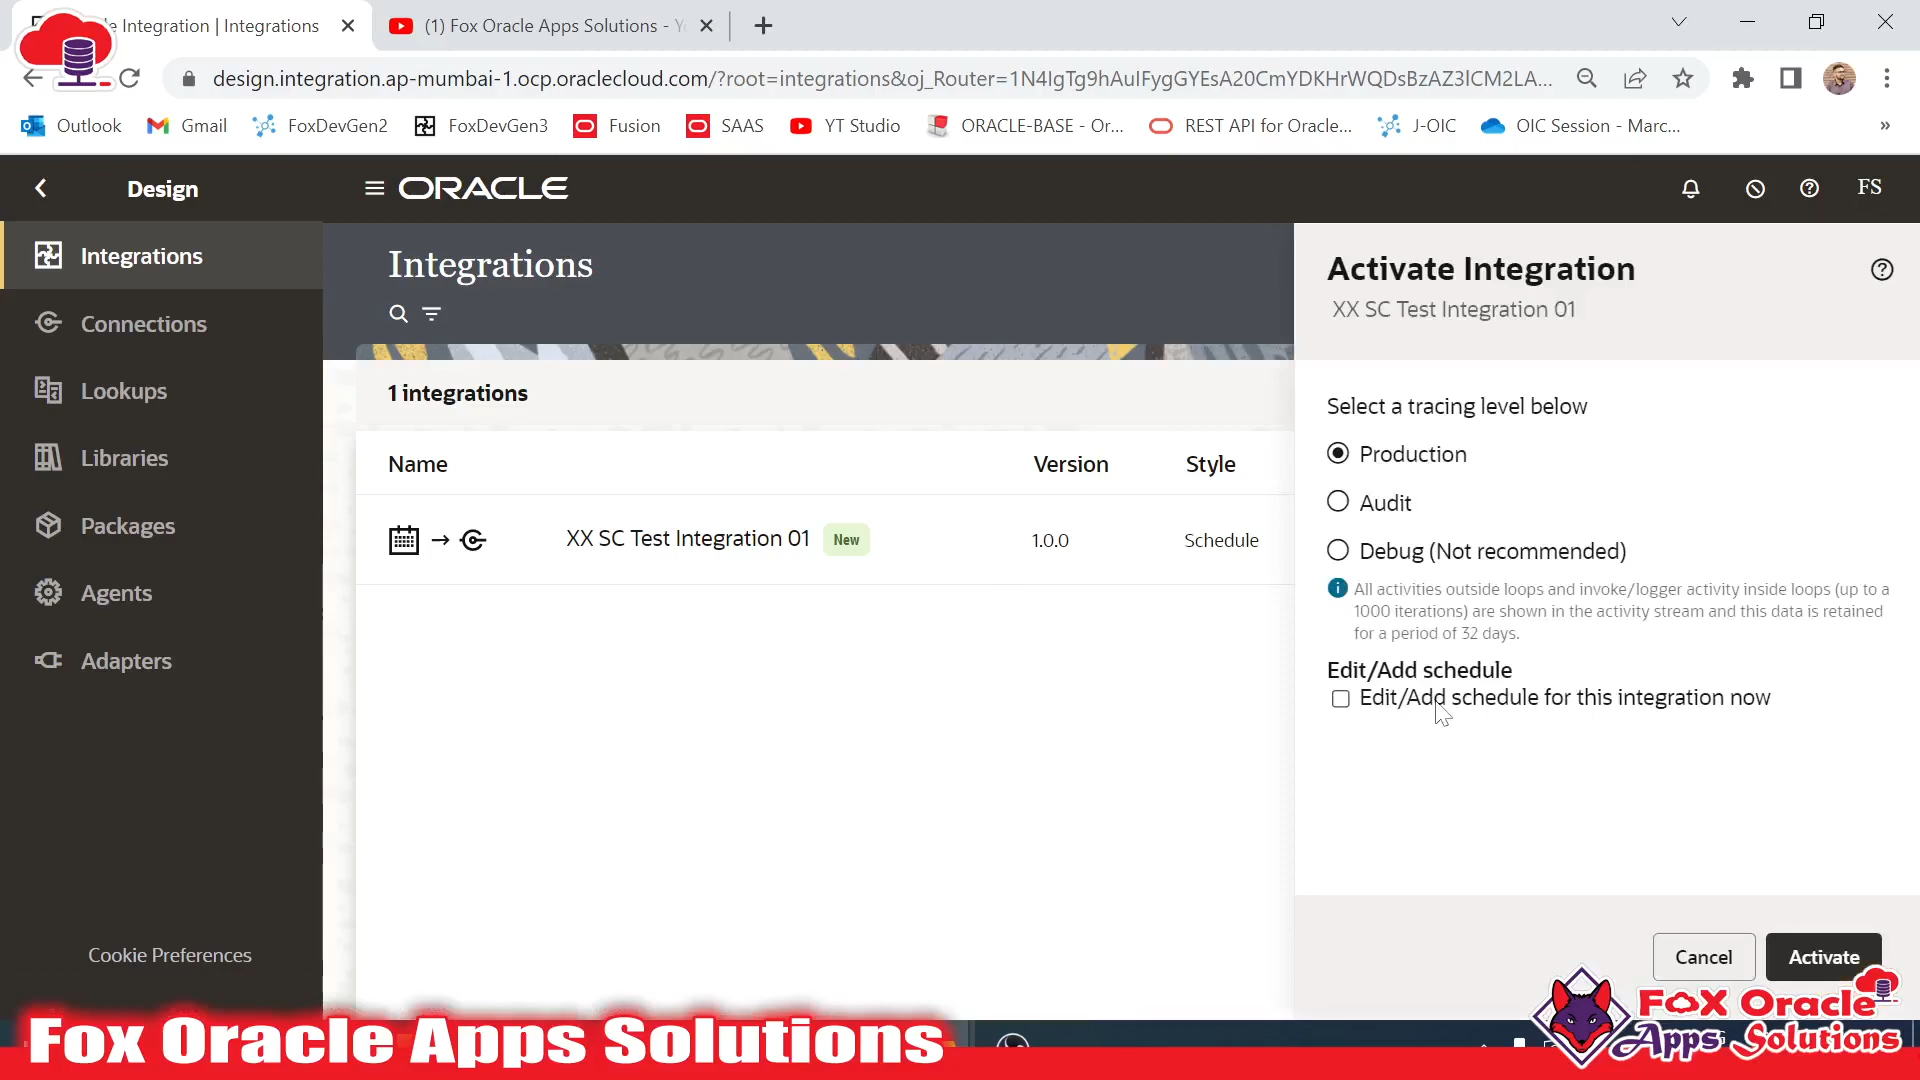 Integration | Integrations
(1) Fox Oracle Apps Solutions -
design.integration.ap-mumbai-1.ocp.oraclecloud.com/?root=integrations&oj_Router=1N4IgTg9hAuIFygGYEsA20CmYDKHrWQDsBzAZ3lCM2LA...
Outlook
Gmail
FoxDevGen2
FoxDevGen3
Fusion
SAAS
YT Studio
ORACLE-BASE - Or...
REST API for Oracle...
J-OIC
OIC Session - Marc...
»
Design
ORACLE
FS
Integrations
Connections
Lookups
Libraries
Packages
Agents
Adapters
Cookie Preferences
Integrations
1 integrations
Name Version Style
XX SC Test Integration 01 New 1.0.0 Schedule
Activate Integration
XX SC Test Integration 01
Select a tracing level below
Production
Audit
Debug (Not recommended)
All activities outside loops and invoke/logger activity inside loops (up to a
1000 iterations) are shown in the activity stream and this data is retained
for a period of 32 days.
Edit/Add schedule
Edit/Add schedule for this integration now
Cancel
Activate
Fox Oracle Apps Solutions
FOX Oracle
Apps Solutions